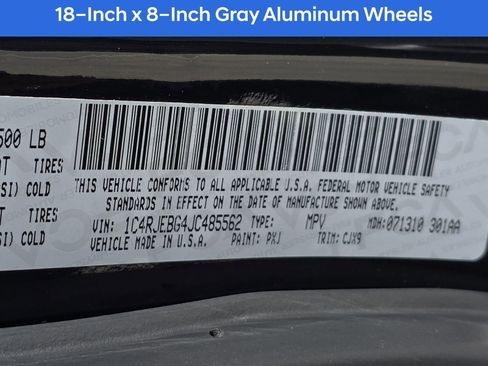 18-Inch x 8-Inch Gray Aluminum Wheels
500 LB
TIRES
SI) COLD
TIRES
SI) COLD
THIS VEHICLE CONFORMS TO ALL APPLICABLE U.S.A. FEDERAL MOTOR VEHICLE SAFETY
STANDARDS IN EFFECT ON THE DATE OF MANUFACTURE SHOWN ABOVE.
VIN: 1C4RJEBG4JC485562 TYPE: MPV MDH:071310 301AA
VEHICLE MADE IN U.S.A. PAINT: PXJ TRIM: CJX9